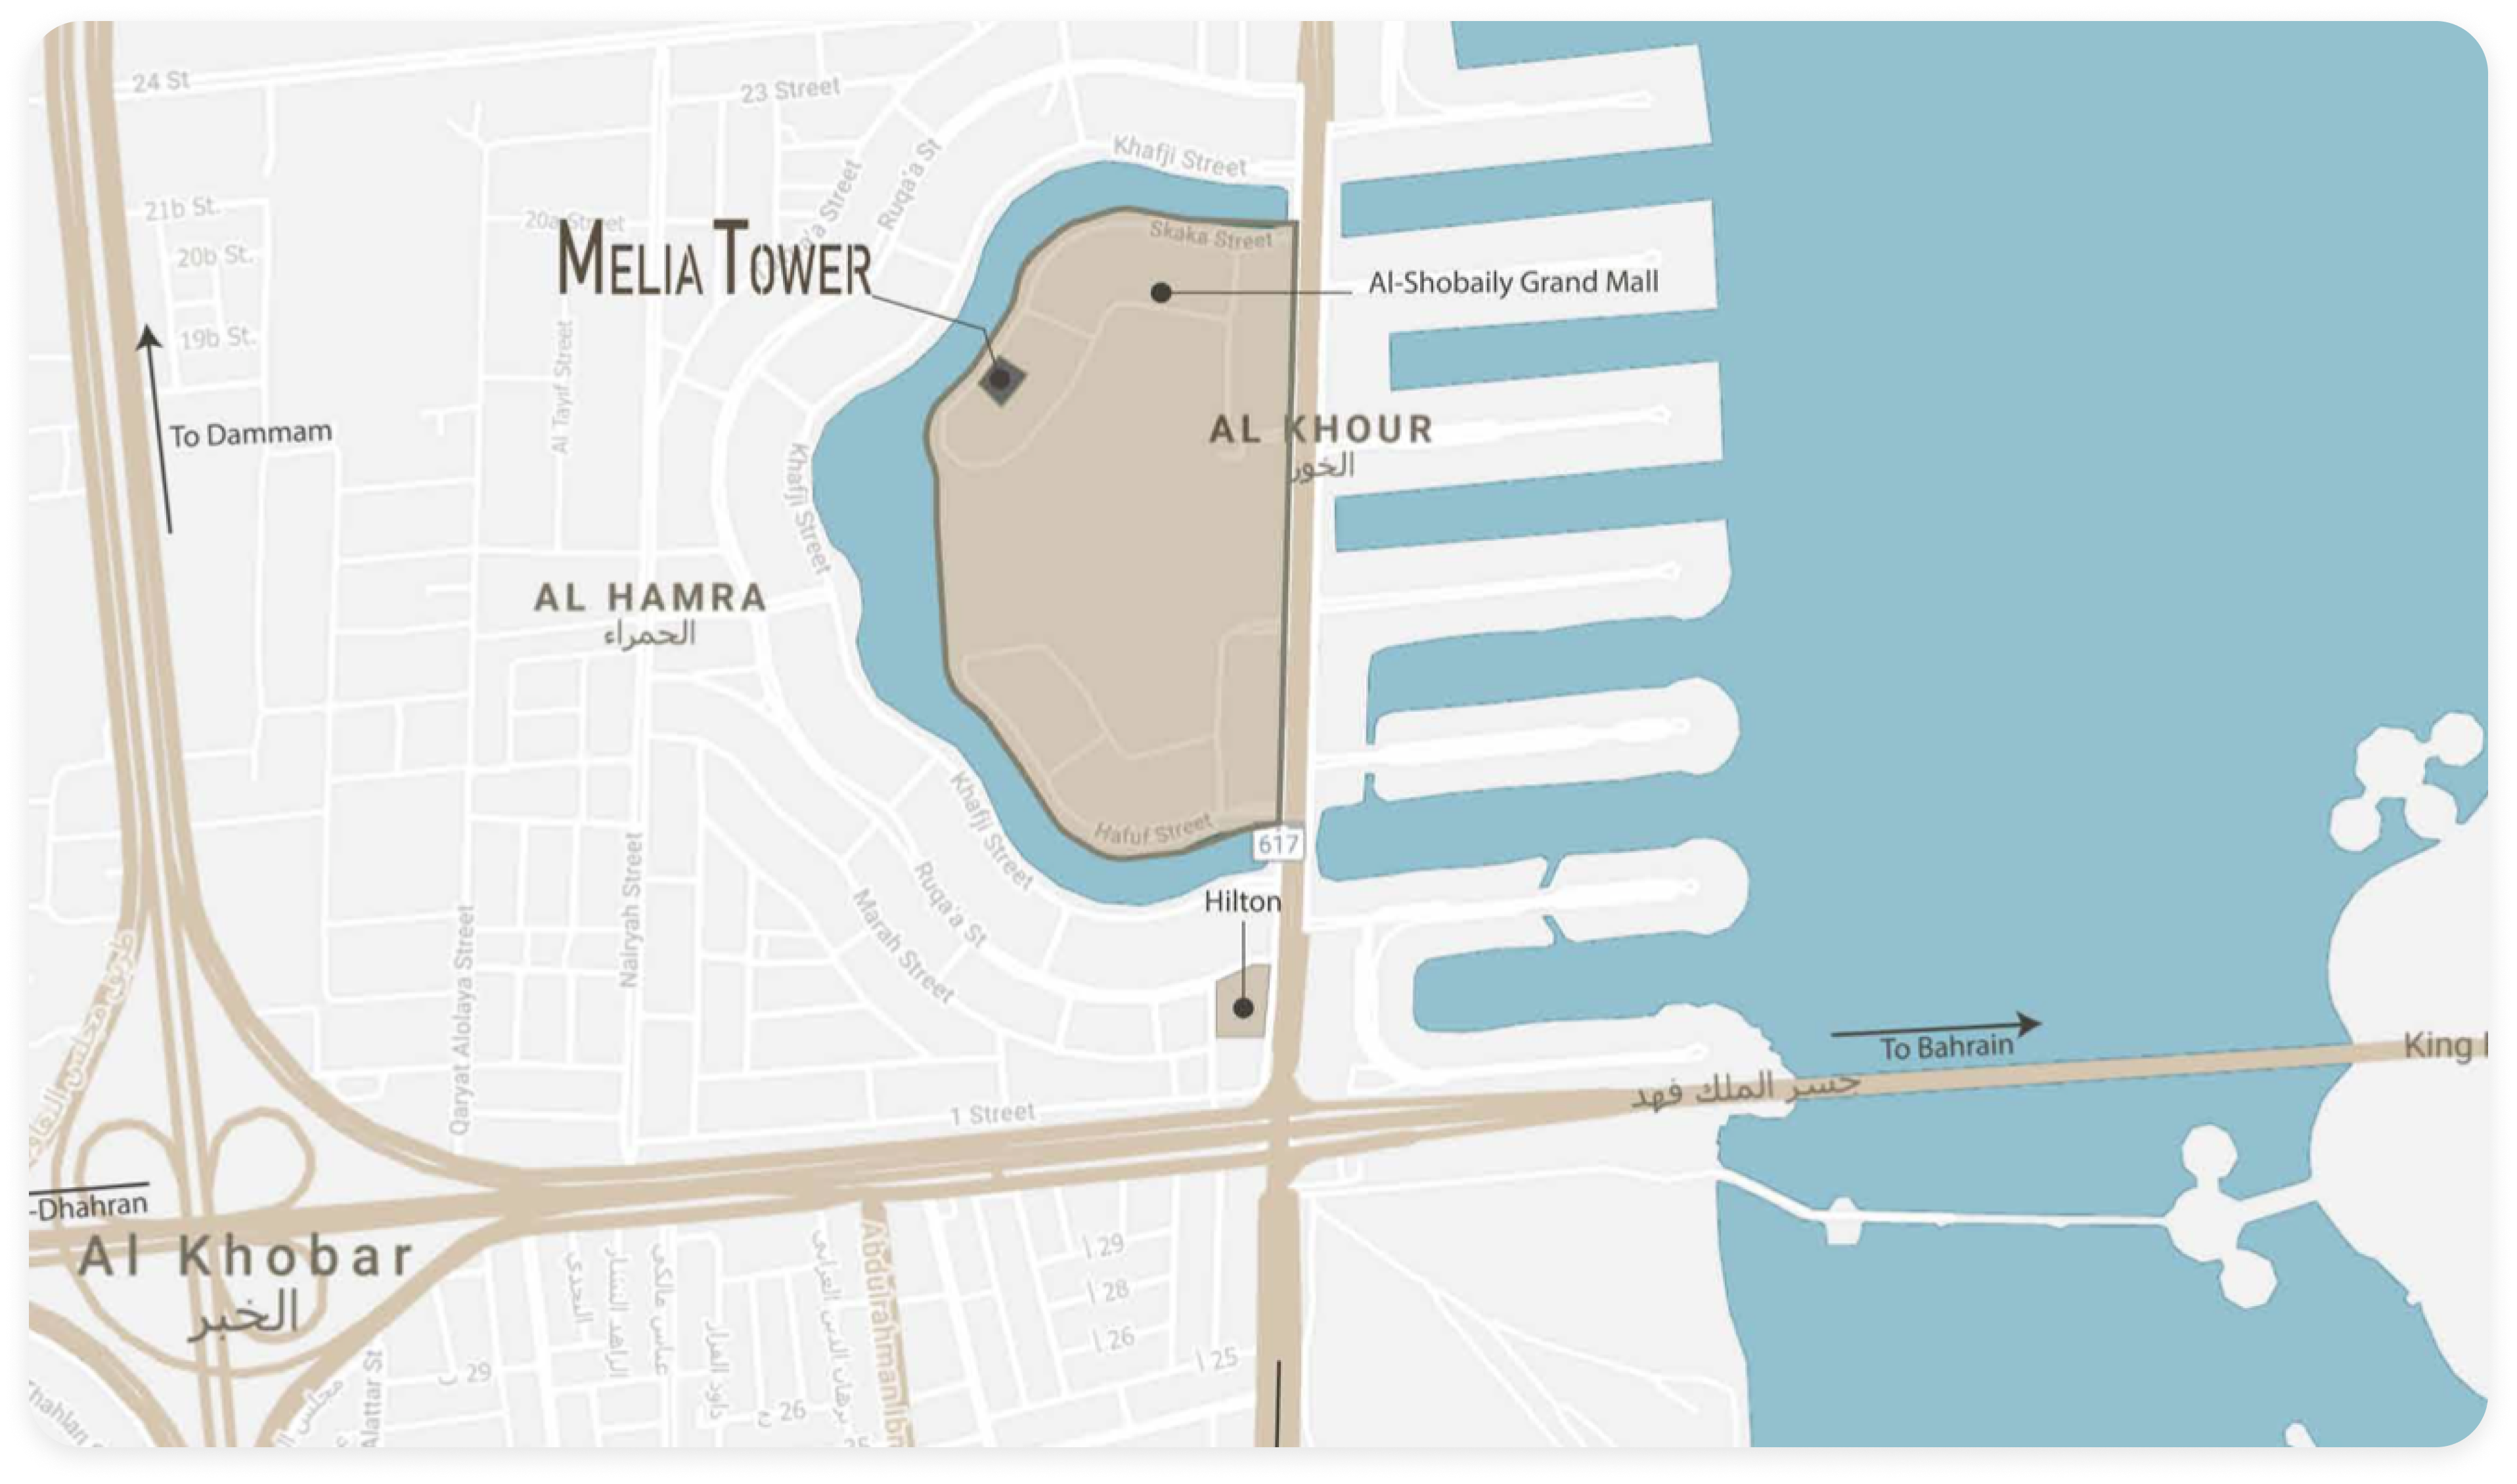 24 St
23 Street
Khafji Street
Ruqa'a St
21b St.
20a Street
'a Street
Skaka Street
20b St.
MELIA TOWER
Al-Shobaily Grand Mall
19b St.
Al Tayif Street
To Dammam
AL KHOUR
الخور
Khafji Street
AL HAMRA
الحمراء
Khafji Street
Hafuf Street
617
Nairyah Street
Ruqa'a St
Hilton
Marah Street
Qaryat Alolaya Street
To Bahrain
King
جسر الملك فهد
1 Street
-Dhahran
Al Khobar
الخبر
Abdulrahman Ibn
عباس مالكي
أ 29
أ 28
أ 26
أ 25
ب 29
ع 26
Alattar St